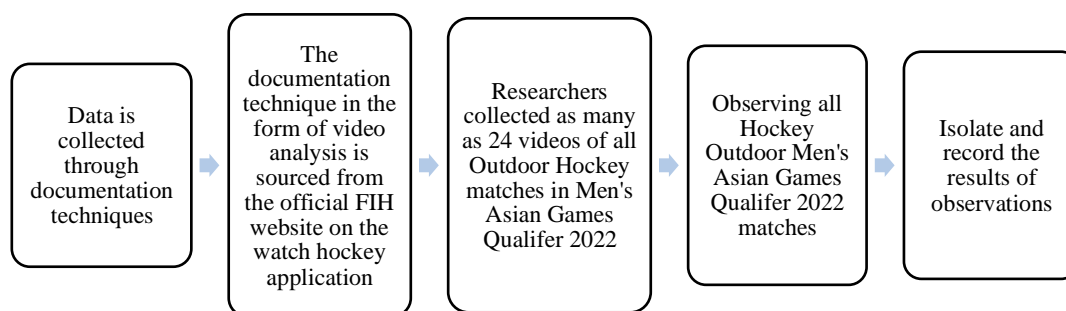 Data is
collected
through
documentation
techniques
The
documentation
technique in the
form of video
analysis is
sourced from
the official FIH
website on the
watch hockey
application
Researchers
collected as many
as 24 videos of all
Outdoor Hockey
matches in Men's
Asian Games
Qualifer 2022
Observing all
Hockey
Outdoor Men's
Asian Games
Qualifer 2022
matches
Isolate and
record the
results of
observations